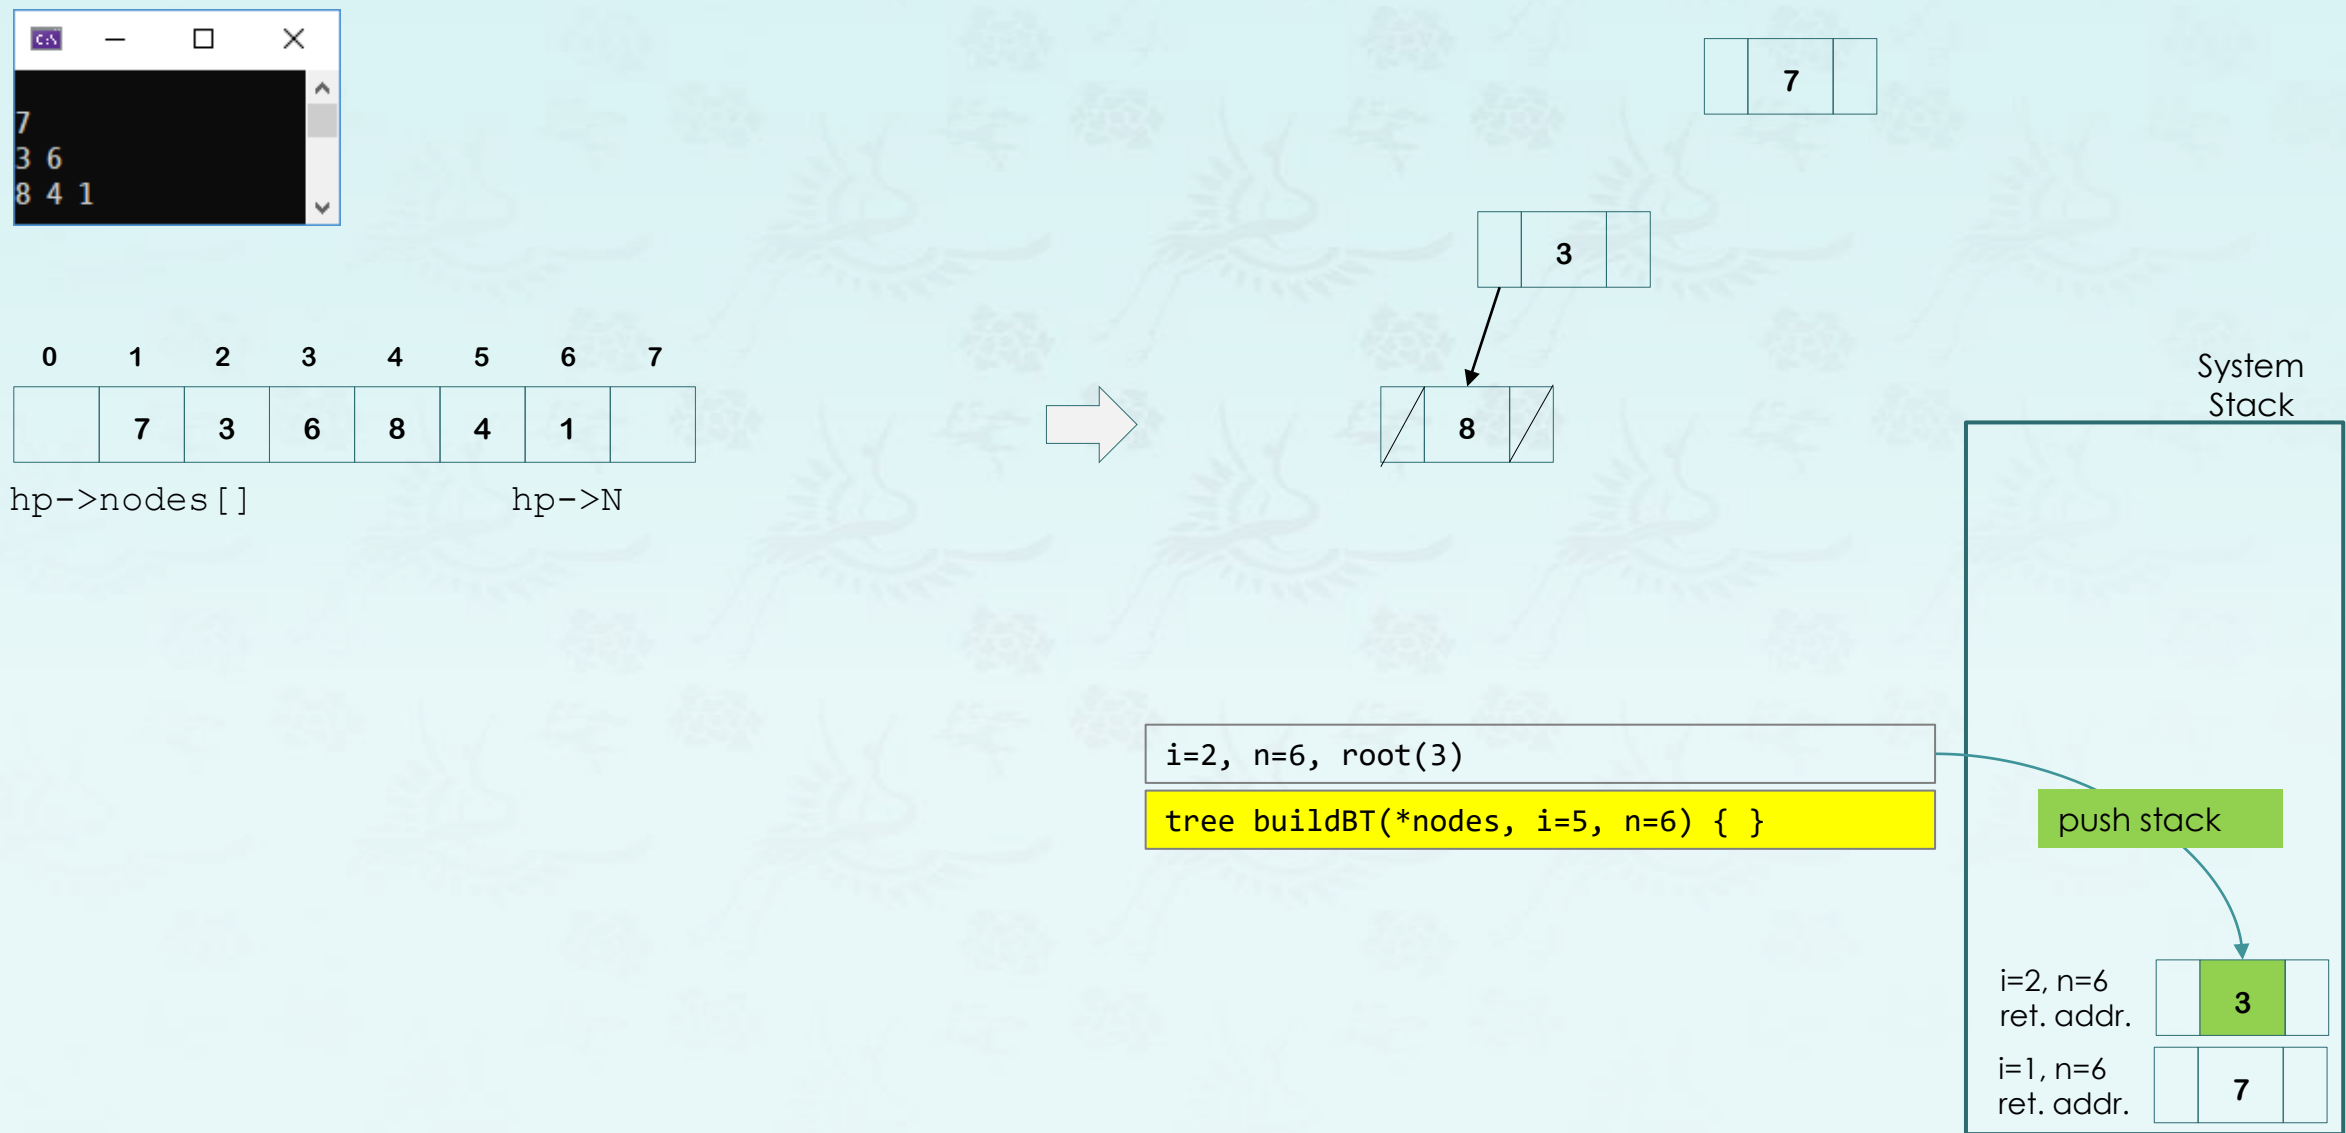 C:\
7
3 6
8 4 1
7
3
8
0 1 2 3 4 5 6 7
7 3 6 8 4 1
hp->nodes[] hp->N
System
Stack
i=2, n=6, root(3)
tree buildBT(*nodes, i=5, n=6) { }
push stack
i=2, n=6
ret. addr.
3
i=1, n=6
ret. addr.
7